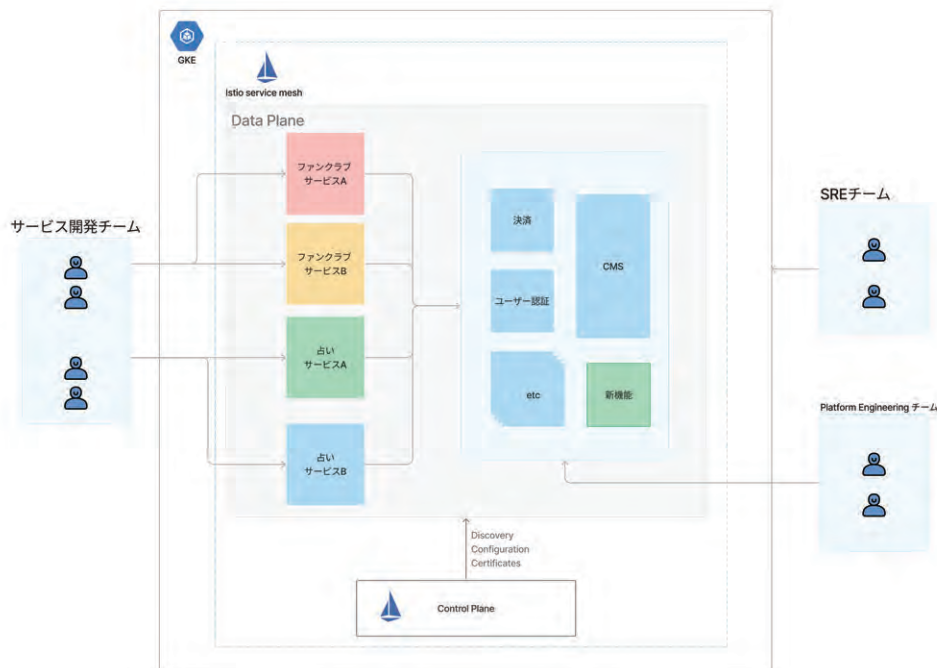 GKE
Istio service mesh
Data Plane
ファンクラブ
サービスA
ファンクラブ
サービスB
占い
サービスA
占い
サービスB
決済
CMS
ユーザー認証
etc
新機能
サービス開発チーム
SREチーム
Platform Engineering チーム
Discovery
Configuration
Certificates
Control Plane